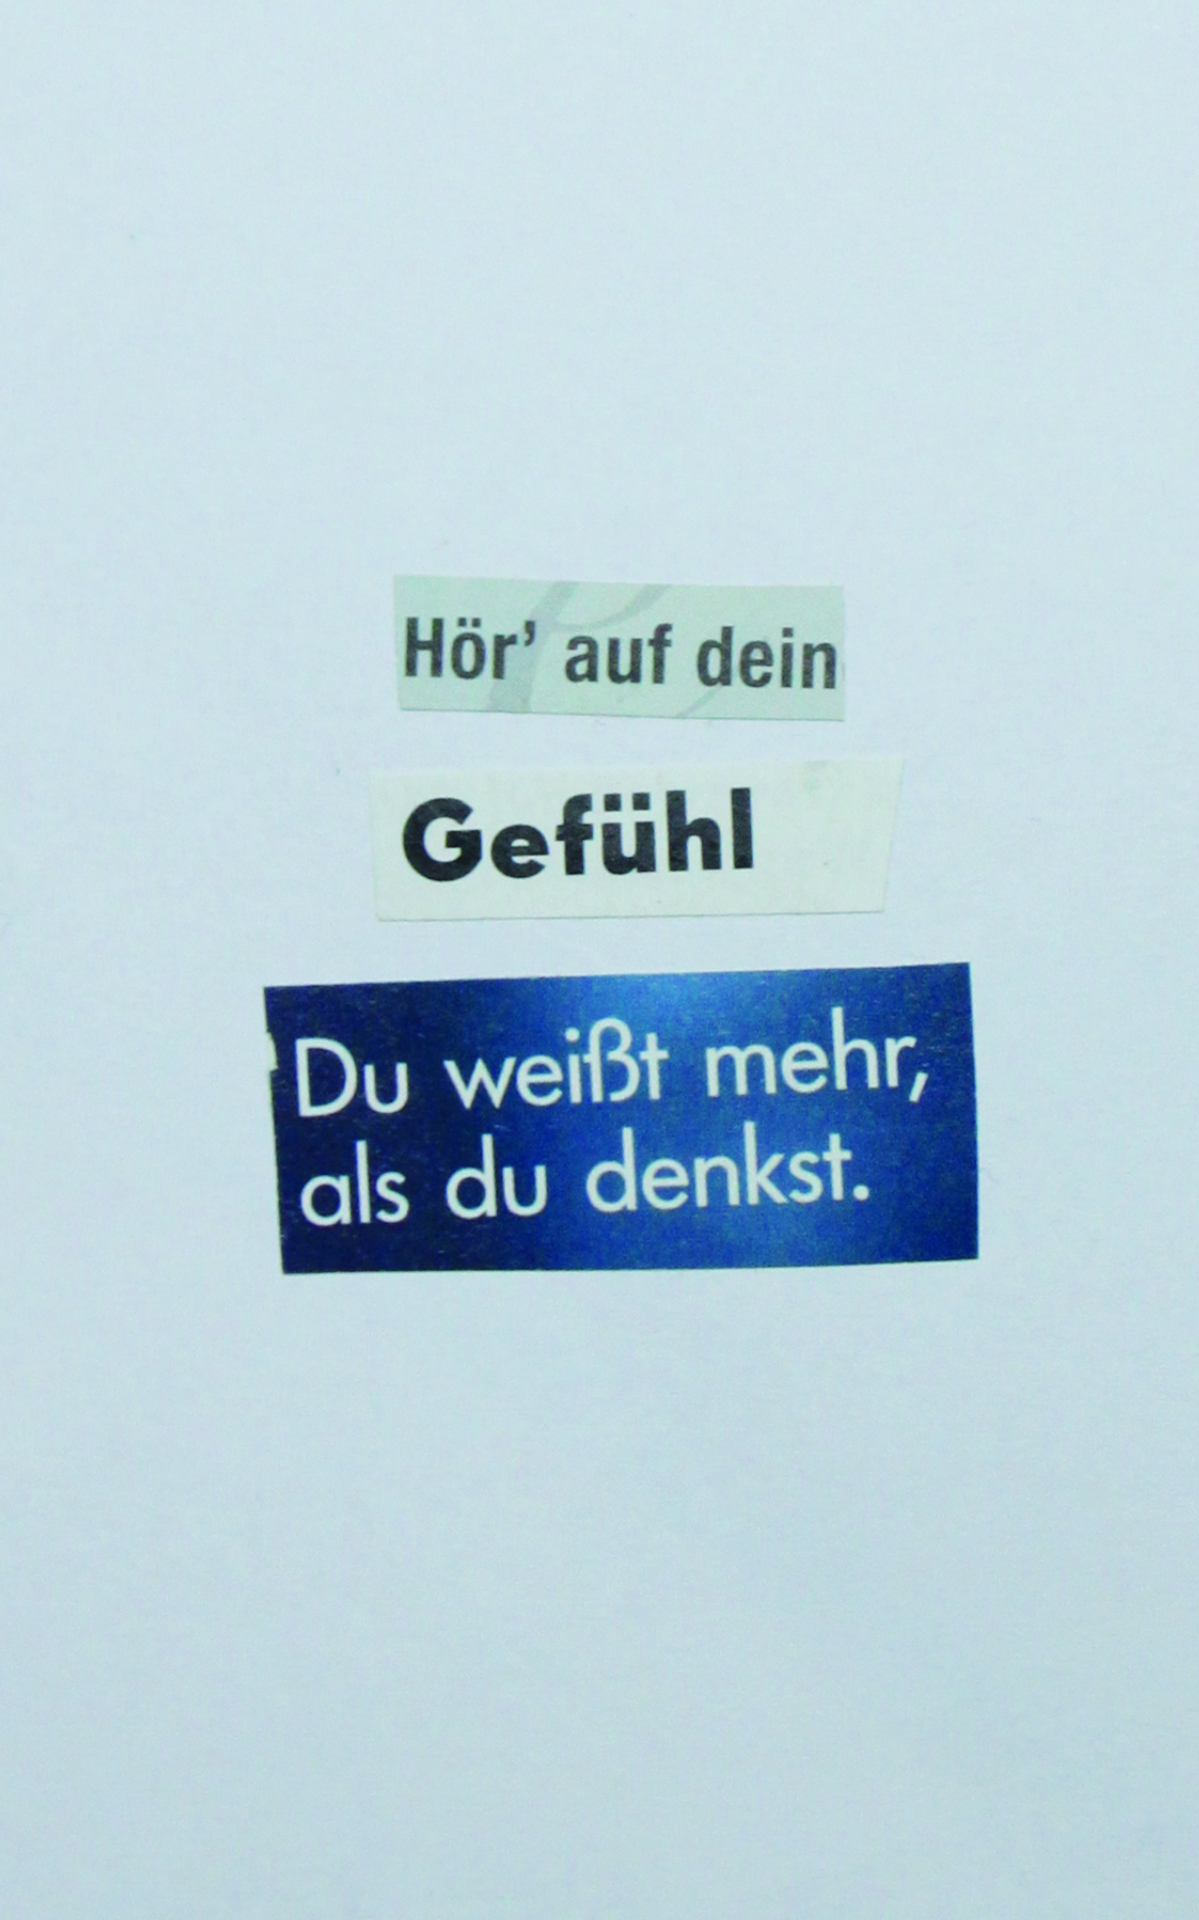 Hör’ auf dein
Gefühl
Du weißt mehr,
als du denkst.